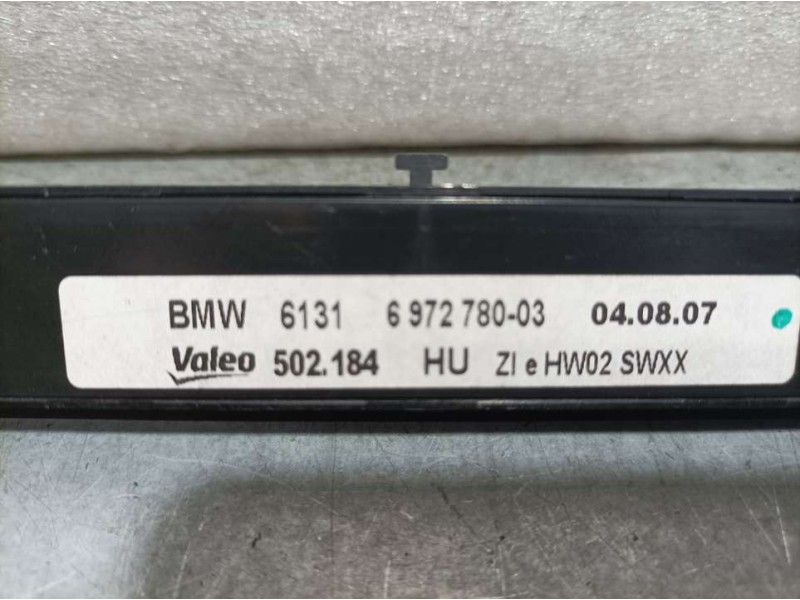 BMW 6131 6 972 780-03 04.08.07
Valeo 502.184 HU ZI e HW02 SWXX